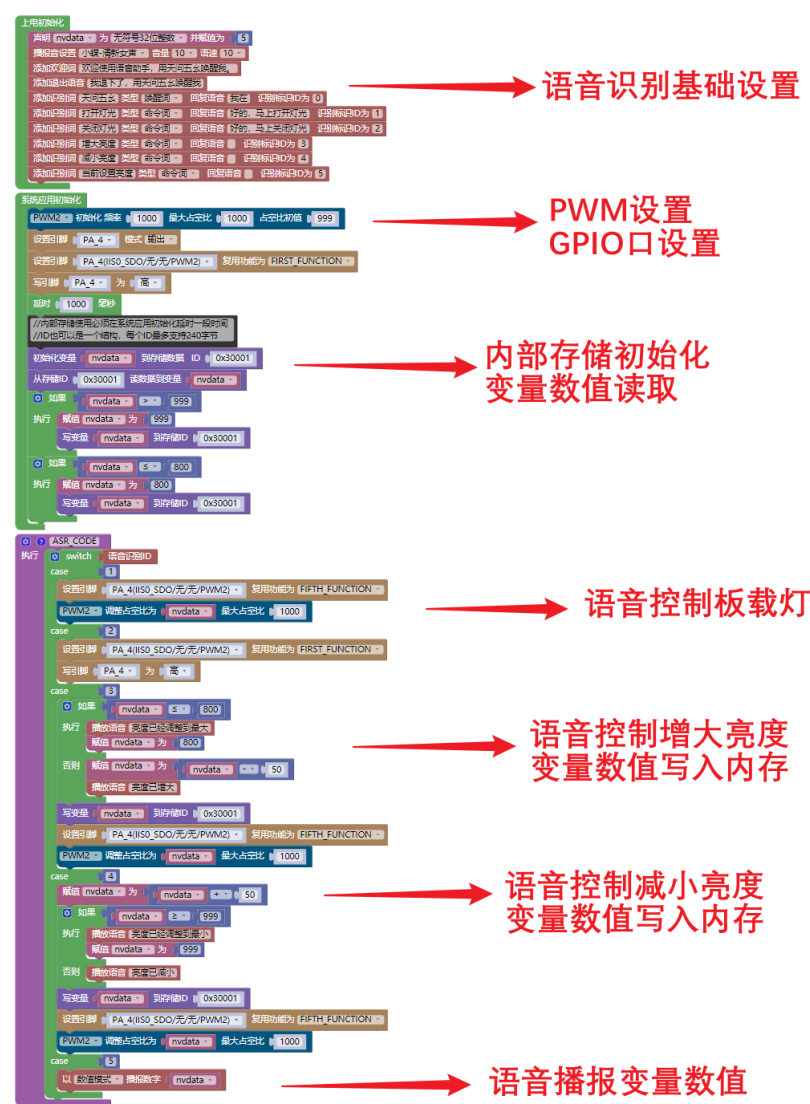 上电初始化
声明 nvdata 为 无符号32位整数 并赋值为 5
播报音设置 小蝶-清新女声 音量 10 语速 10
添加欢迎词 欢迎使用语音助手，用天问五幺唤醒我。
添加退出语音 我退下了，用天问五幺唤醒我
语音识别基础设置
添加识别词 天问五幺 类型 唤醒词 回复语音 我在 识别标识ID为 0
添加识别词 打开灯光 类型 命令词 回复语音 好的，马上打开灯光 识别标识ID为 1
添加识别词 关闭灯光 类型 命令词 回复语音 好的，马上关闭灯光 识别标识ID为 2
添加识别词 增大亮度 类型 命令词 回复语音 识别标识ID为 3
添加识别词 减小亮度 类型 命令词 回复语音 识别标识ID为 4
添加识别词 当前设置亮度 类型 命令词 回复语音 识别标识ID为 5
系统应用初始化
PWM2 初始化 频率 1000 最大占空比 1000 占空比初值 999
PWM设置
GPIO口设置
设置引脚 PA_4 模式 输出
设置引脚 PA_4(IIS0_SDO/无/无/PWM2) 复用功能为 FIRST_FUNCTION
写引脚 PA_4 为 高
延时 1000 毫秒
//内部存储使用必须在系统应用初始化延时一段时间
//ID也可以是一个结构，每个ID最多支持240字节
初始化变量 nvdata 到存储数据 ID 0x30001
内部存储初始化
变量数值读取
从存储ID 0x30001 读数据到变量 nvdata
如果 nvdata > 999
执行 赋值 nvdata 为 999
写变量 nvdata 到存储ID 0x30001
如果 nvdata ≤ 800
执行 赋值 nvdata 为 800
写变量 nvdata 到存储ID 0x30001
? ASR_CODE
执行 switch 语音识别ID
case 1
设置引脚 PA_4(IIS0_SDO/无/无/PWM2) 复用功能为 FIFTH_FUNCTION
PWM2 调整占空比为 nvdata 最大占空比 1000
语音控制板载灯
case 2
设置引脚 PA_4(IIS0_SDO/无/无/PWM2) 复用功能为 FIRST_FUNCTION
写引脚 PA_4 为 高
case 3
如果 nvdata ≤ 800
执行 播放语音 亮度已经调整到最大
赋值 nvdata 为 800
语音控制增大亮度
变量数值写入内存
否则 赋值 nvdata 为 nvdata - 50
播放语音 亮度已增大
写变量 nvdata 到存储ID 0x30001
设置引脚 PA_4(IIS0_SDO/无/无/PWM2) 复用功能为 FIFTH_FUNCTION
PWM2 调整占空比为 nvdata 最大占空比 1000
case 4
赋值 nvdata 为 nvdata + 50
语音控制减小亮度
变量数值写入内存
如果 nvdata ≥ 999
执行 播放语音 亮度已经调整到最小
赋值 nvdata 为 999
否则 播放语音 亮度已减小
写变量 nvdata 到存储ID 0x30001
设置引脚 PA_4(IIS0_SDO/无/无/PWM2) 复用功能为 FIFTH_FUNCTION
PWM2 调整占空比为 nvdata 最大占空比 1000
case 5
以 数值模式 播报数字 nvdata
语音播报变量数值